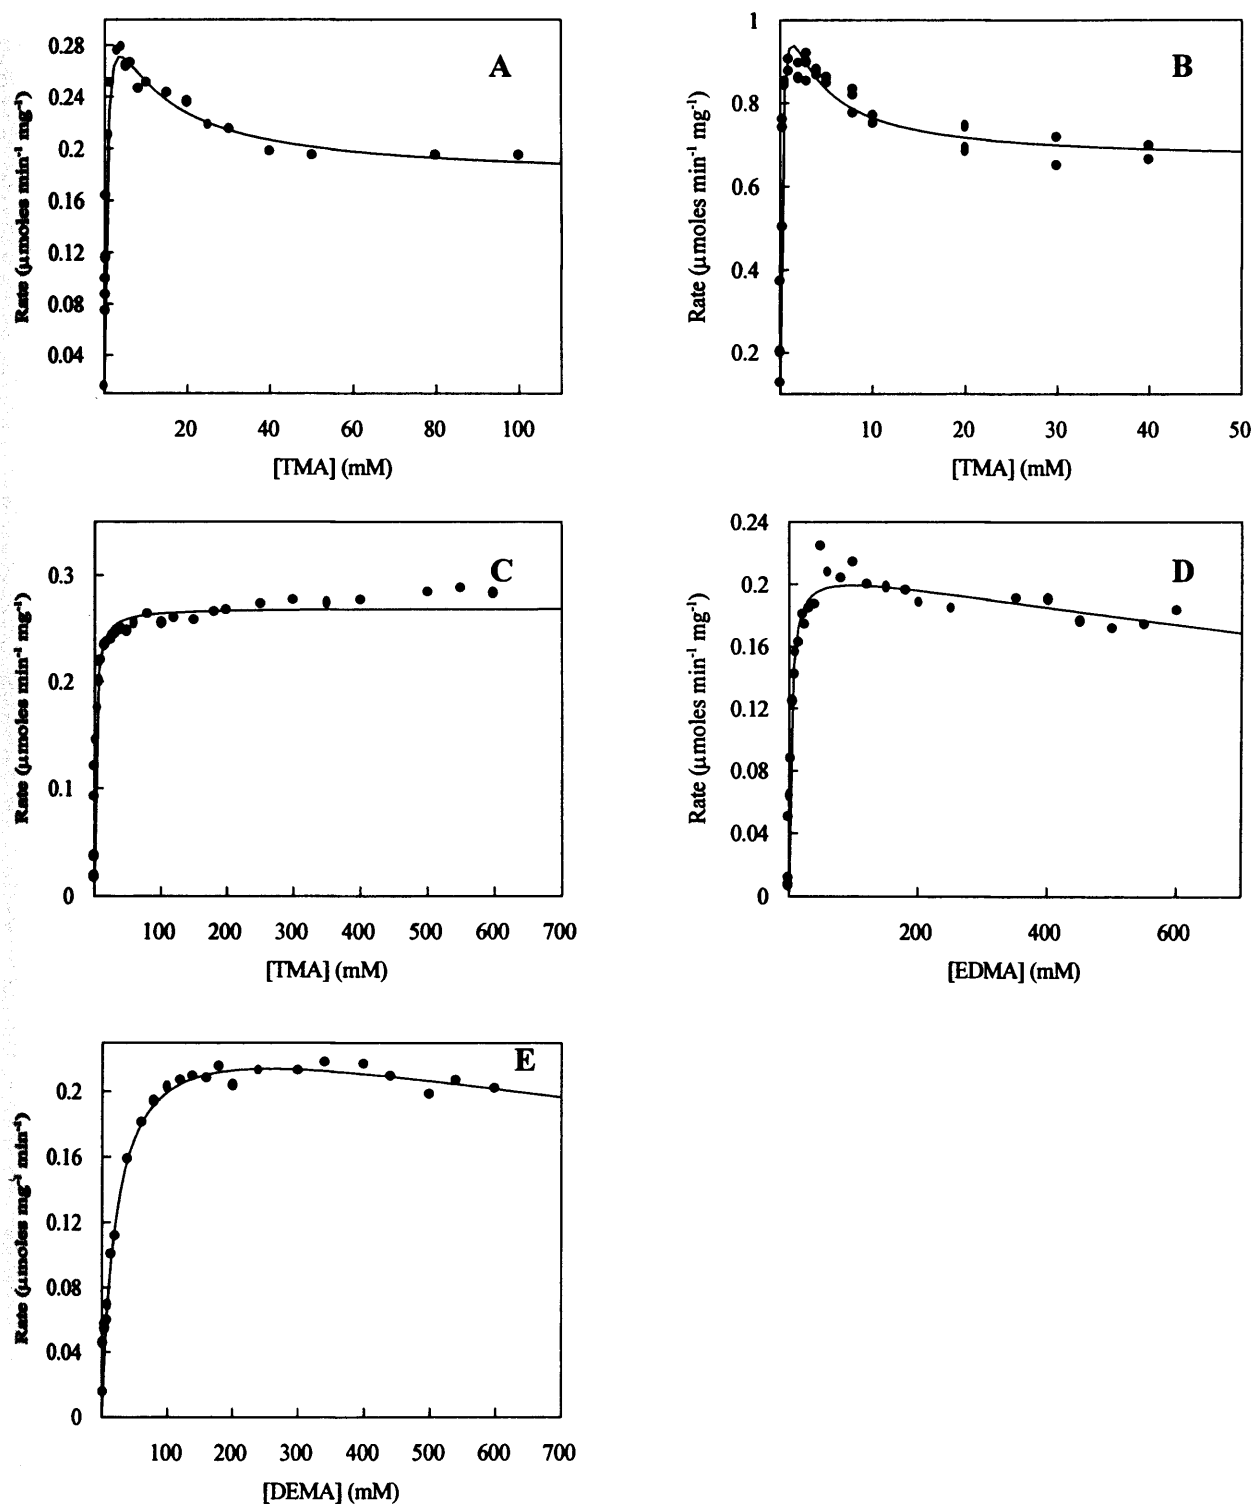 A
Rate (μmoles min⁻¹ mg⁻¹)
0.28
0.24
0.2
0.16
0.12
0.08
0.04
20 40 60 80 100
[TMA] (mM)
B
Rate (μmoles min⁻¹ mg⁻¹)
1
0.8
0.6
0.4
0.2
10 20 30 40 50
[TMA] (mM)
C
Rate (μmoles min⁻¹ mg⁻¹)
0.3
0.2
0.1
0
100 200 300 400 500 600 700
[TMA] (mM)
D
Rate (μmoles min⁻¹ mg⁻¹)
0.24
0.2
0.16
0.12
0.08
0.04
0
200 400 600
[EDMA] (mM)
E
Rate (μmoles mg⁻¹ min⁻¹)
0.2
0.16
0.12
0.08
0.04
0
100 200 300 400 500 600 700
[DEMA] (mM)